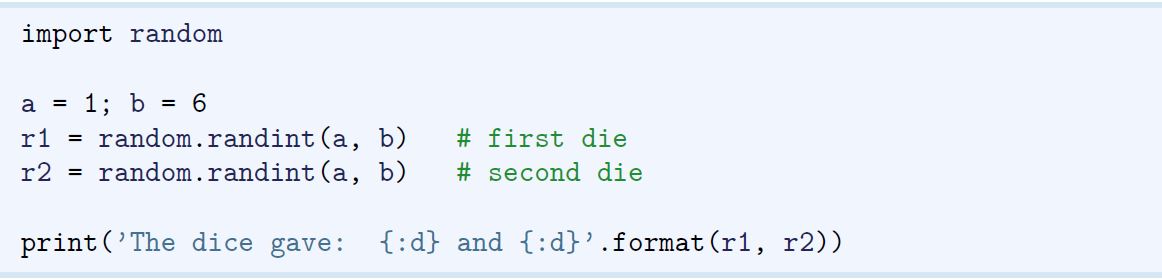 import random
a = 1; b = 6
r1 = random.randint(a, b)   # first die
r2 = random.randint(a, b)   # second die
print(’The dice gave:  {:d} and {:d}’.format(r1, r2))